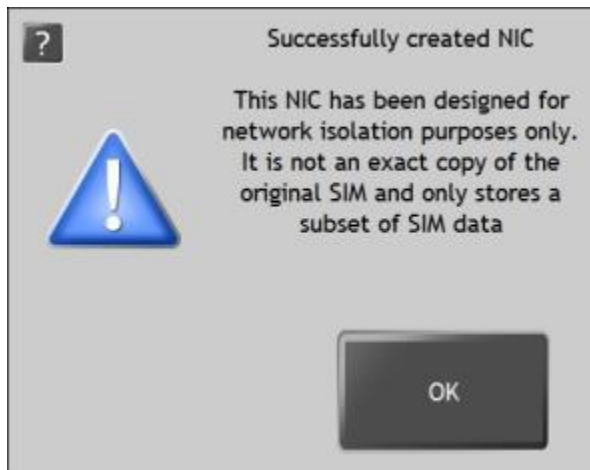 ?
Successfully created NIC
This NIC has been designed for
network isolation purposes only.
It is not an exact copy of the
original SIM and only stores a
subset of SIM data
OK